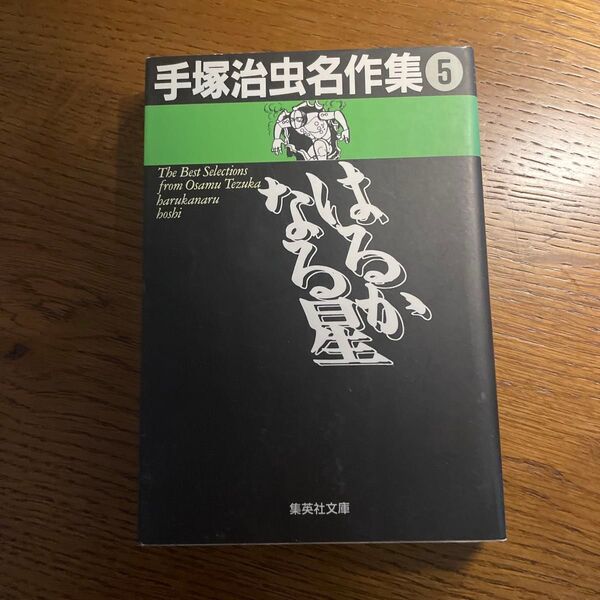 手塚治虫名作集5
The Best Selections
from Osamu Tezuka
harukanaru
hoshi
はるか
なる星
集英社文庫